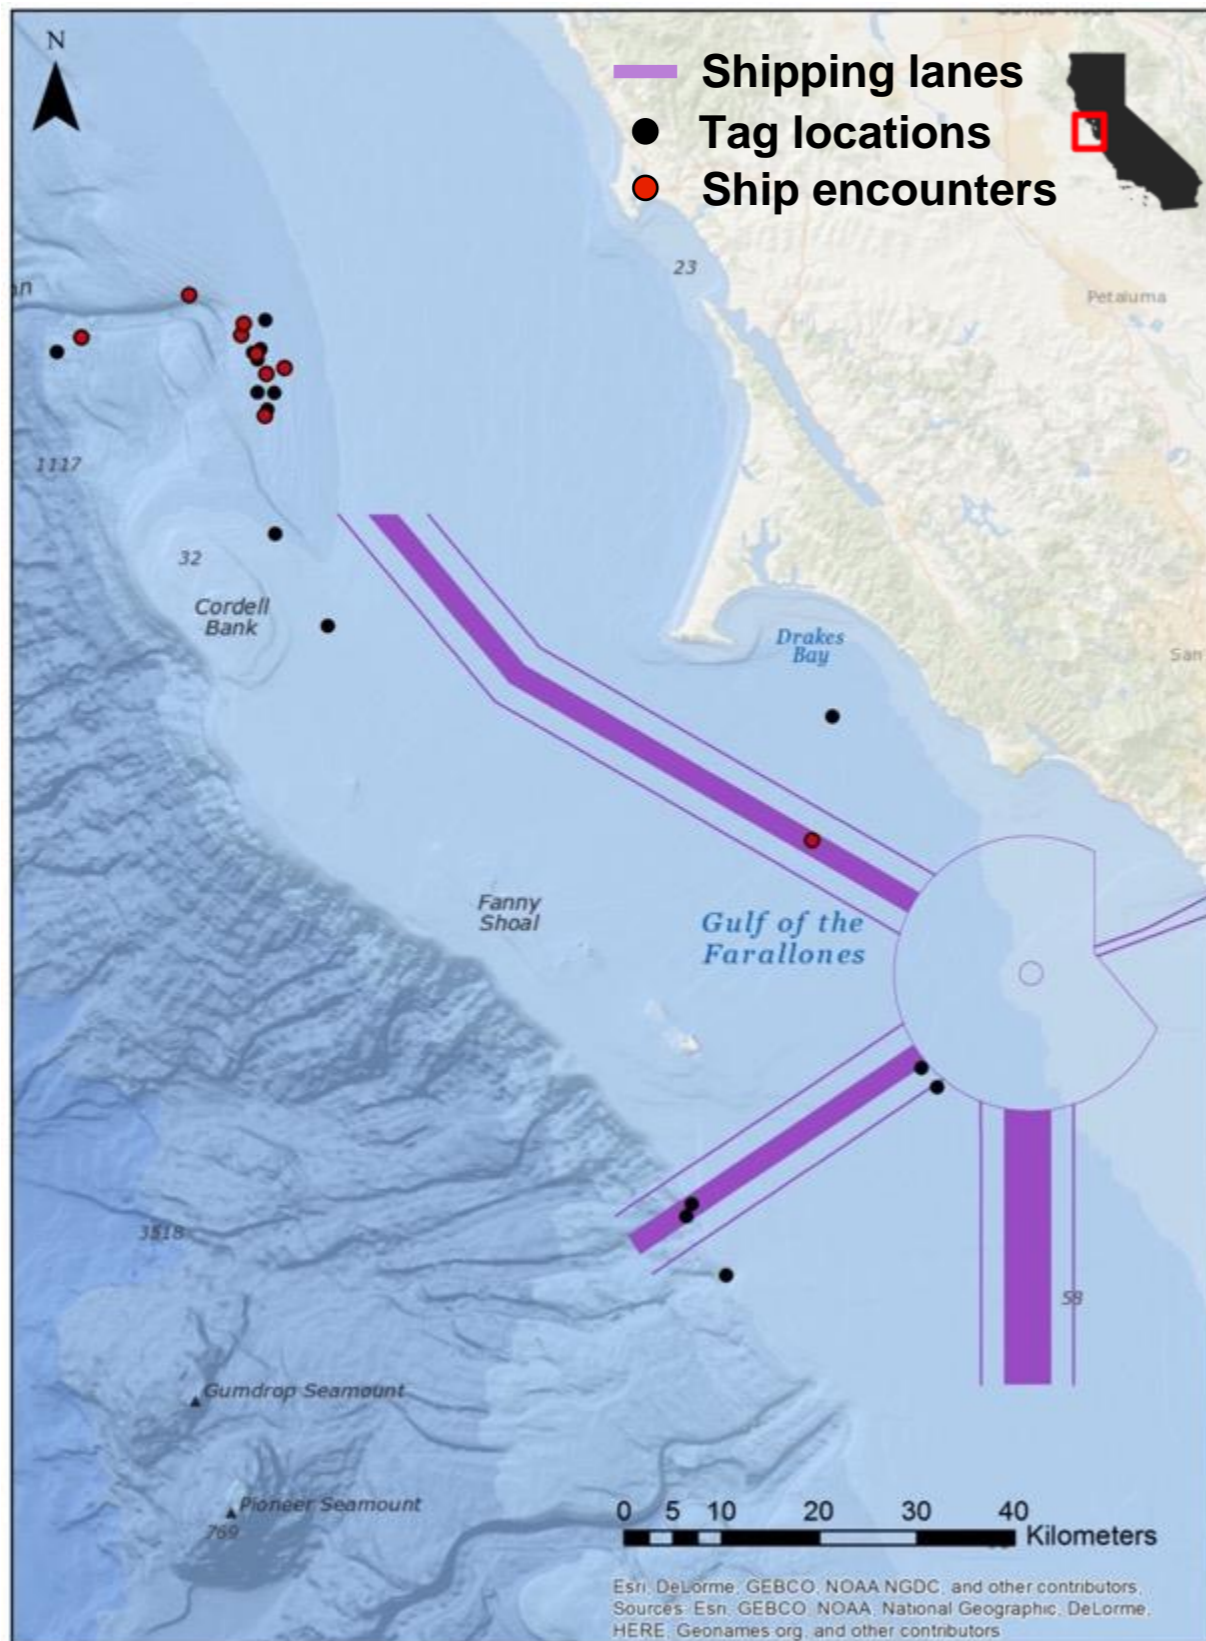 N
Shipping lanes
Tag locations
Ship encounters
23
Petaluma
1117
32
Cordell
Bank
Drakes
Bay
San
Fanny
Shoal
Gulf of the
Farallones
3518
58
Gumdrop Seamount
Pioneer Seamount
769
0 5 10 20 30 40
Kilometers
Esri, DeLorme, GEBCO, NOAA NGDC, and other contributors,
Sources: Esri, GEBCO, NOAA, National Geographic, DeLorme,
HERE, Geonames.org, and other contributors